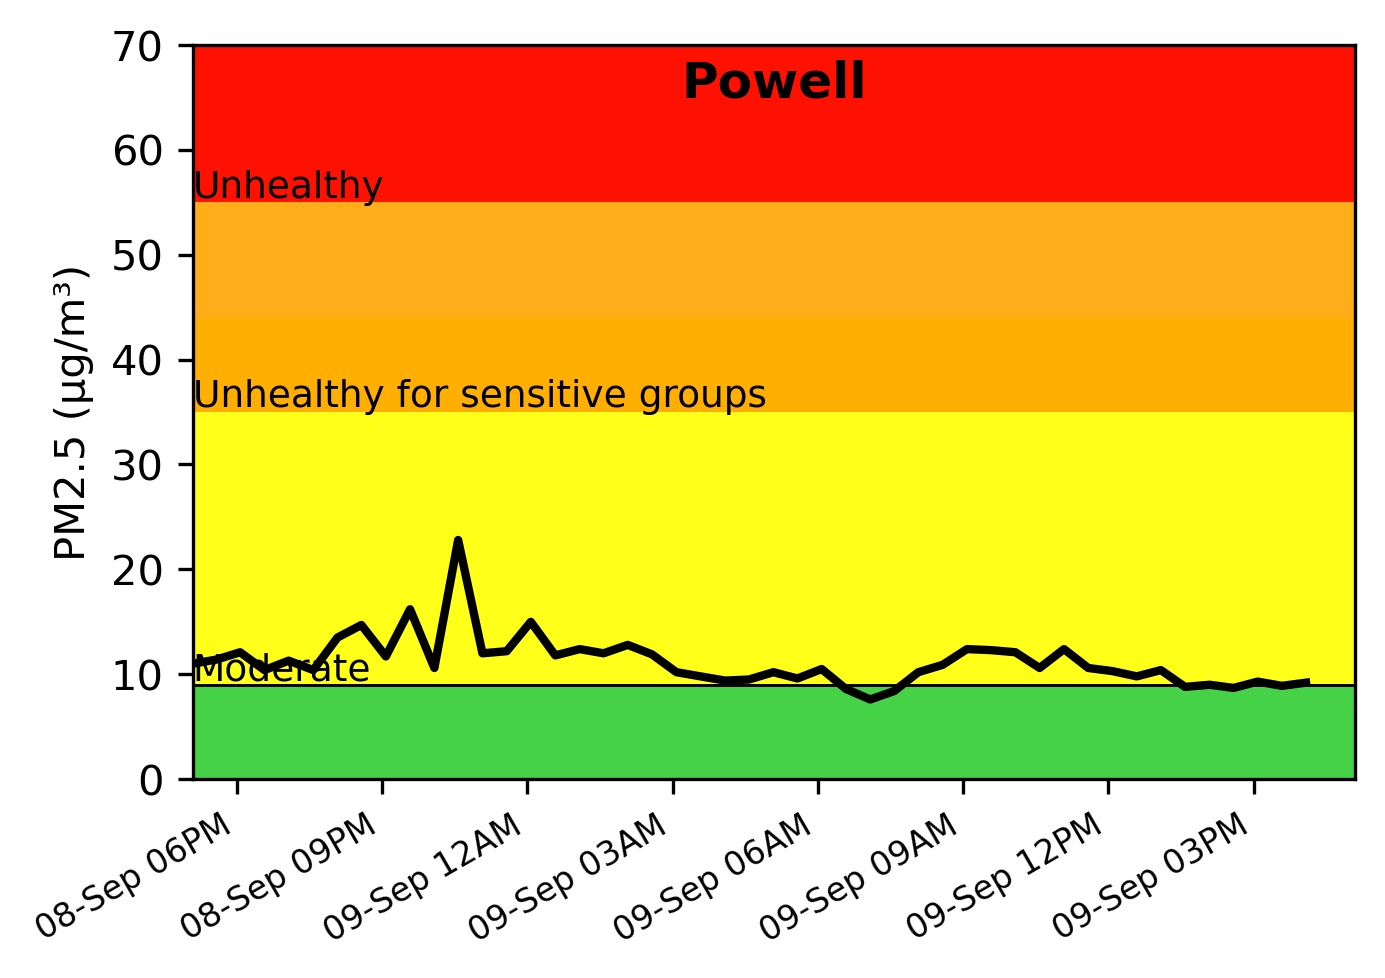 Powell
PM2.5 (µg/m³)
70
60
50
40
30
20
10
0
Unhealthy
Unhealthy for sensitive groups
Moderate
08-Sep 06PM
08-Sep 09PM
09-Sep 12AM
09-Sep 03AM
09-Sep 06AM
09-Sep 09AM
09-Sep 12PM
09-Sep 03PM